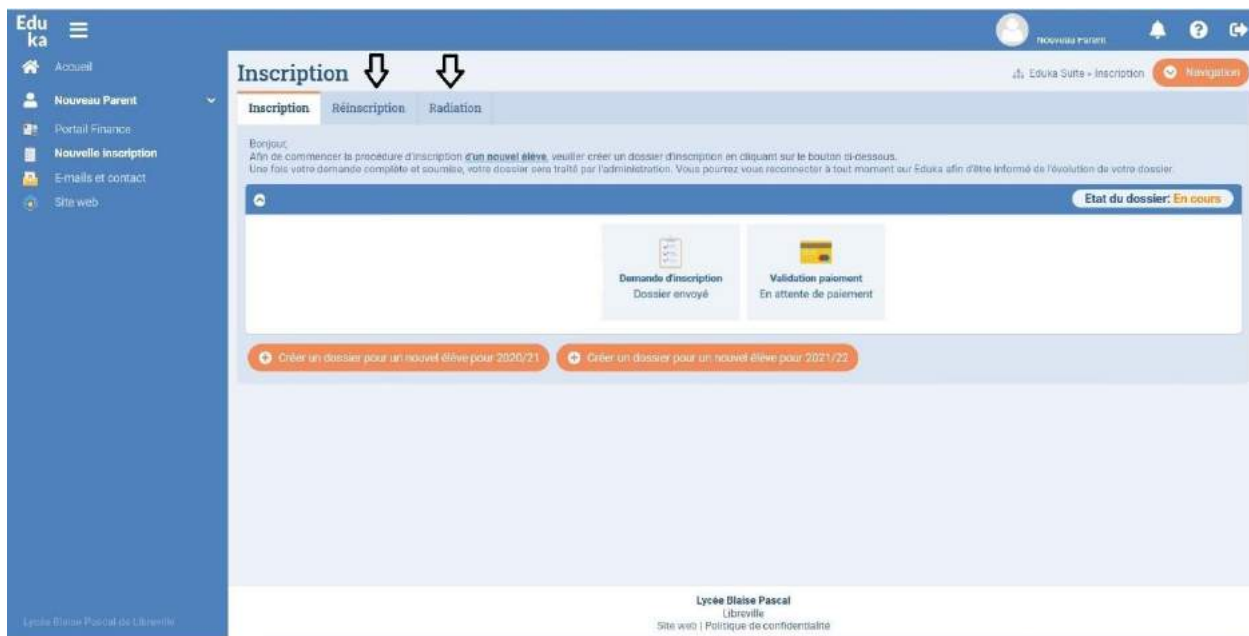 Edu
ka
Nouveau Parent
Accueil
Nouveau Parent
Portail Finance
Nouvelle inscription
E-mails et contact
Site web
Lycée Blaise Pascal de Libreville
Inscription
Eduka Suite » Inscription
Navigation
Inscription Réinscription Radiation
Bonjour,
Afin de commencer la procédure d'inscription d'un nouvel élève, veuiller créer un dossier d'inscription en cliquant sur le bouton ci-dessous.
Une fois votre demande complète et soumise, votre dossier sera traité par l'administration. Vous pourrez vous reconnecter à tout moment sur Eduka afin d'être informé de l'évolution de votre dossier.
Etat du dossier: En cours
Demande d'inscription
Dossier envoyé
Validation paiement
En attente de paiement
Créer un dossier pour un nouvel élève pour 2020/21
Créer un dossier pour un nouvel élève pour 2021/22
Lycée Blaise Pascal
Libreville
Site web | Politique de confidentialité